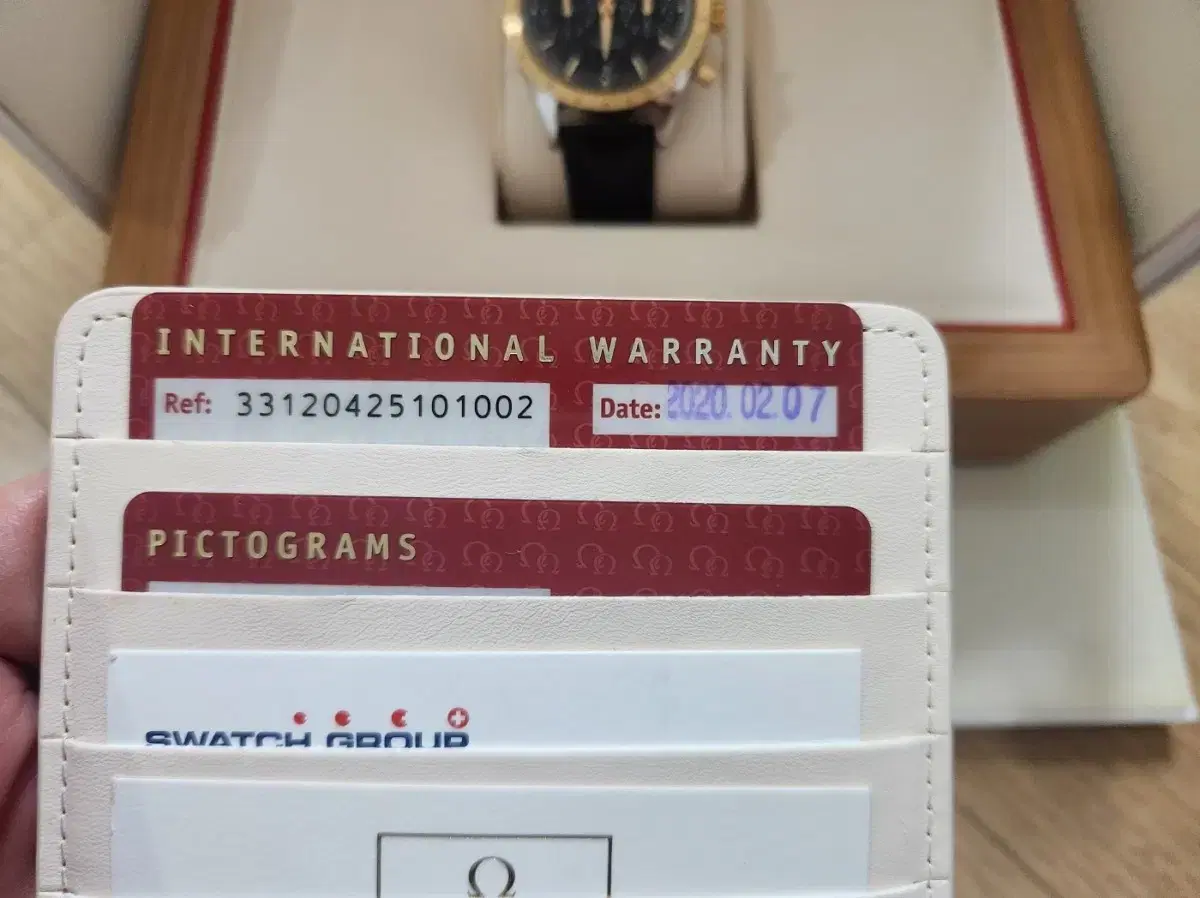 INTERNATIONAL WARRANTY
Ref: 33120425101002 Date: 2020.02.07
PICTOGRAMS
SWATCH GROUP
Ω